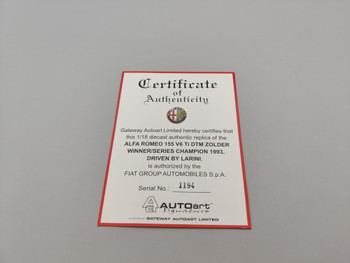 Certificate
of
Authenticity
Gateway Autoart Limited hereby certifies that
this 1/18 diecast authentic replica of the
ALFA ROMEO 155 V6 Ti DTM ZOLDER
WINNER/SERIES CHAMPION 1993,
DRIVEN BY LARINI.
is authorized by the
FIAT GROUP AUTOMOBILES S.p.A.
Serial No.: 1194
AUTOart
Signature
GATEWAY AUTOART LIMITED